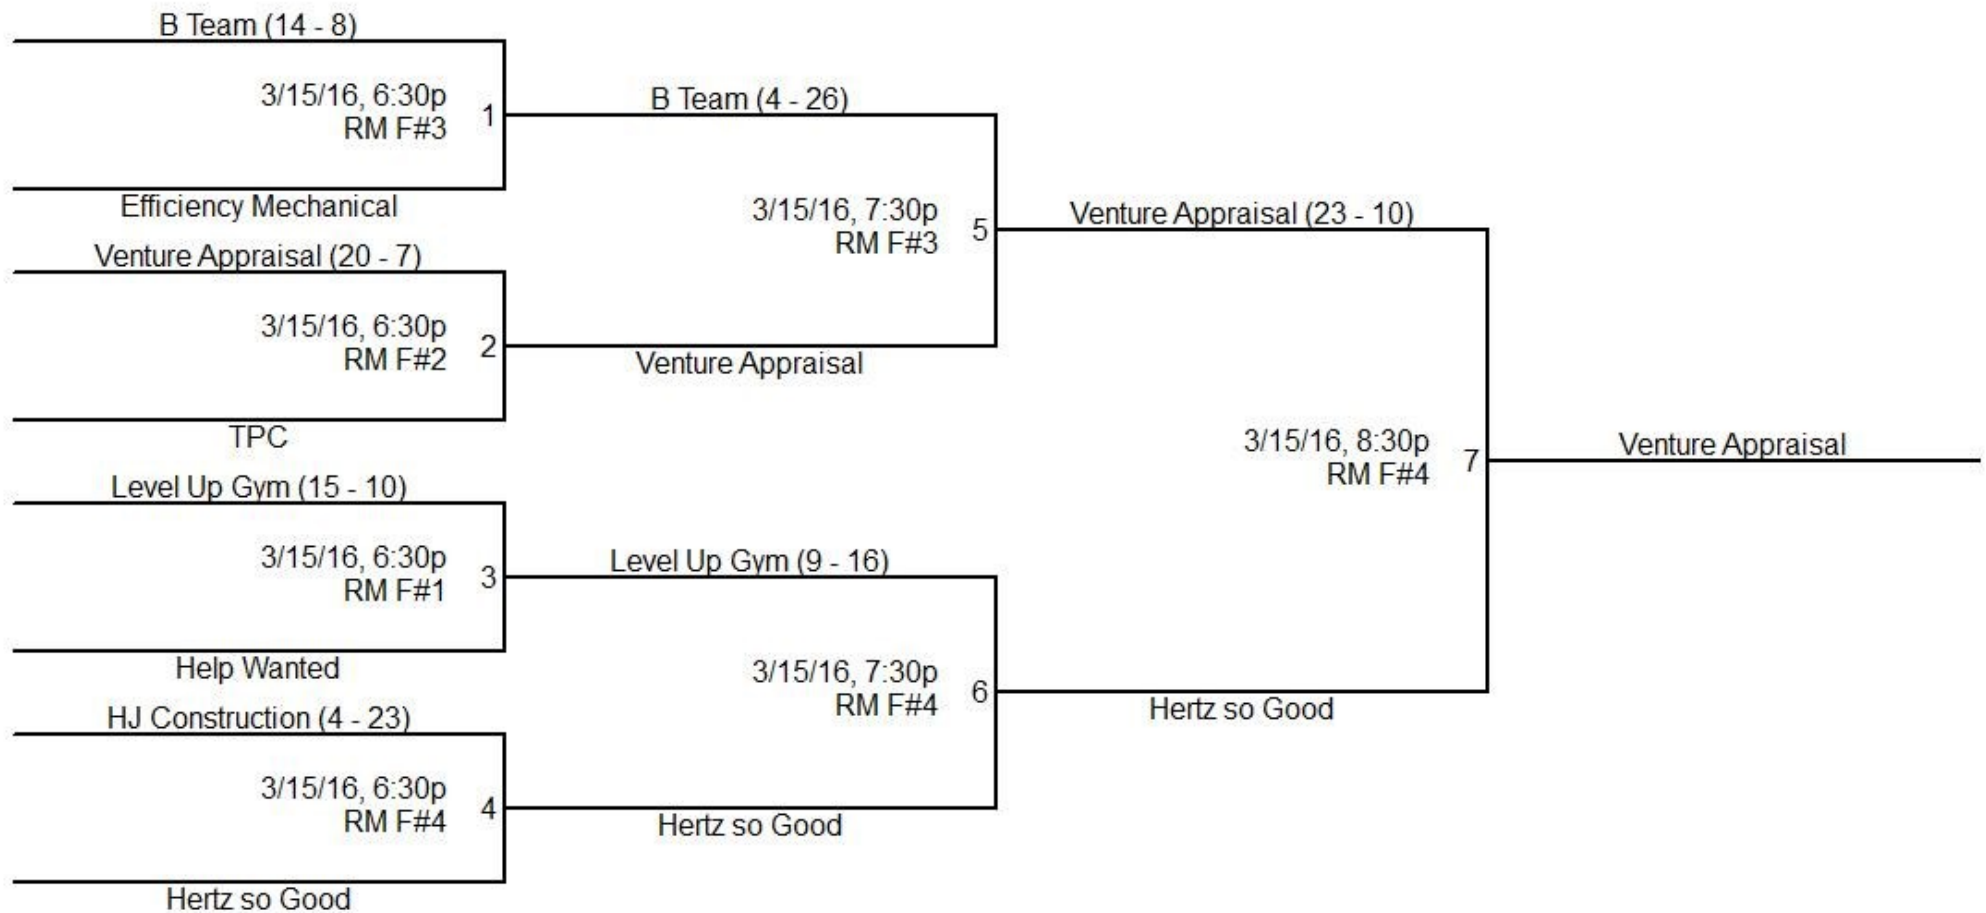 B Team (14 - 8)
3/15/16, 6:30p
RM F#3
1
Efficiency Mechanical
Venture Appraisal (20 - 7)
3/15/16, 6:30p
RM F#2
2
TPC
Level Up Gym (15 - 10)
3/15/16, 6:30p
RM F#1
3
Help Wanted
HJ Construction (4 - 23)
3/15/16, 6:30p
RM F#4
4
Hertz so Good
B Team (4 - 26)
3/15/16, 7:30p
RM F#3
5
Venture Appraisal
Level Up Gym (9 - 16)
3/15/16, 7:30p
RM F#4
6
Hertz so Good
Venture Appraisal (23 - 10)
3/15/16, 8:30p
RM F#4
7
Hertz so Good
Venture Appraisal